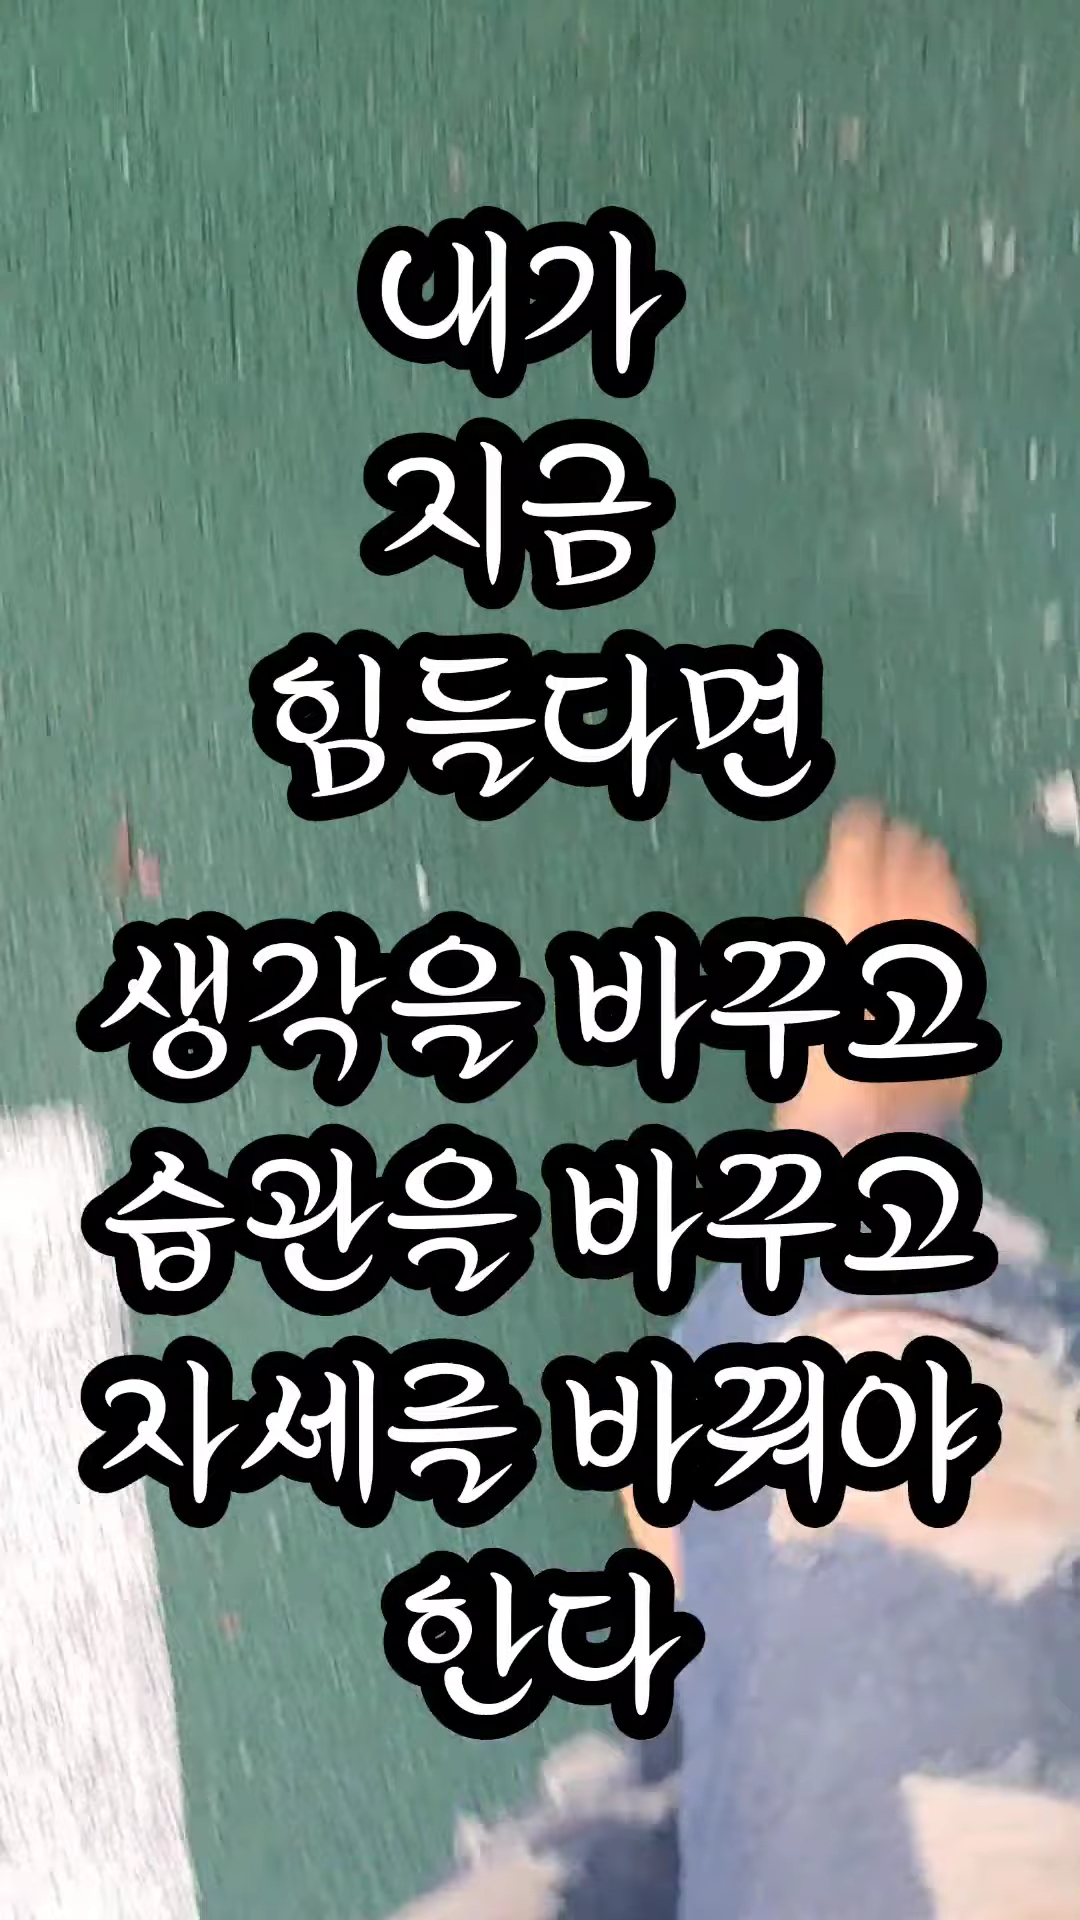 내가
지금
힘들다면
생각을 바꾸고
습관을 바꾸고
자세를 바꿔야
한다